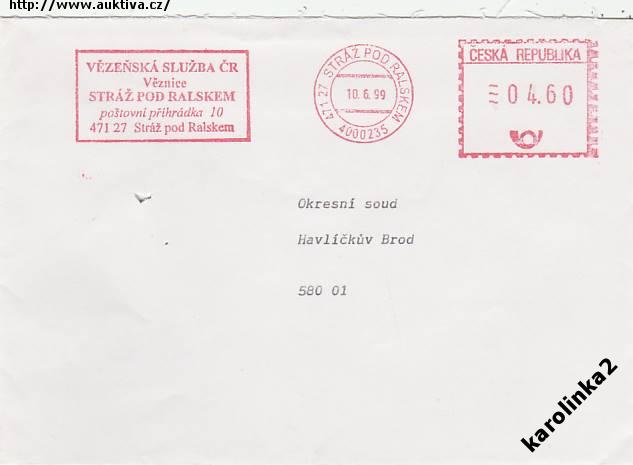 http://www.auktiva.cz/
VĚZEŇSKÁ SLUŽBA ČR
Věznice
STRÁŽ POD RALSKEM
poštovní přihrádka 10
471 27 Stráž pod Ralskem
471 27 STRÁŽ POD RALSKEM
10.6.99
4000235
ČESKÁ REPUBLIKA
04.60
Okresní soud
Havlíčkův Brod
580 01
karolinka2